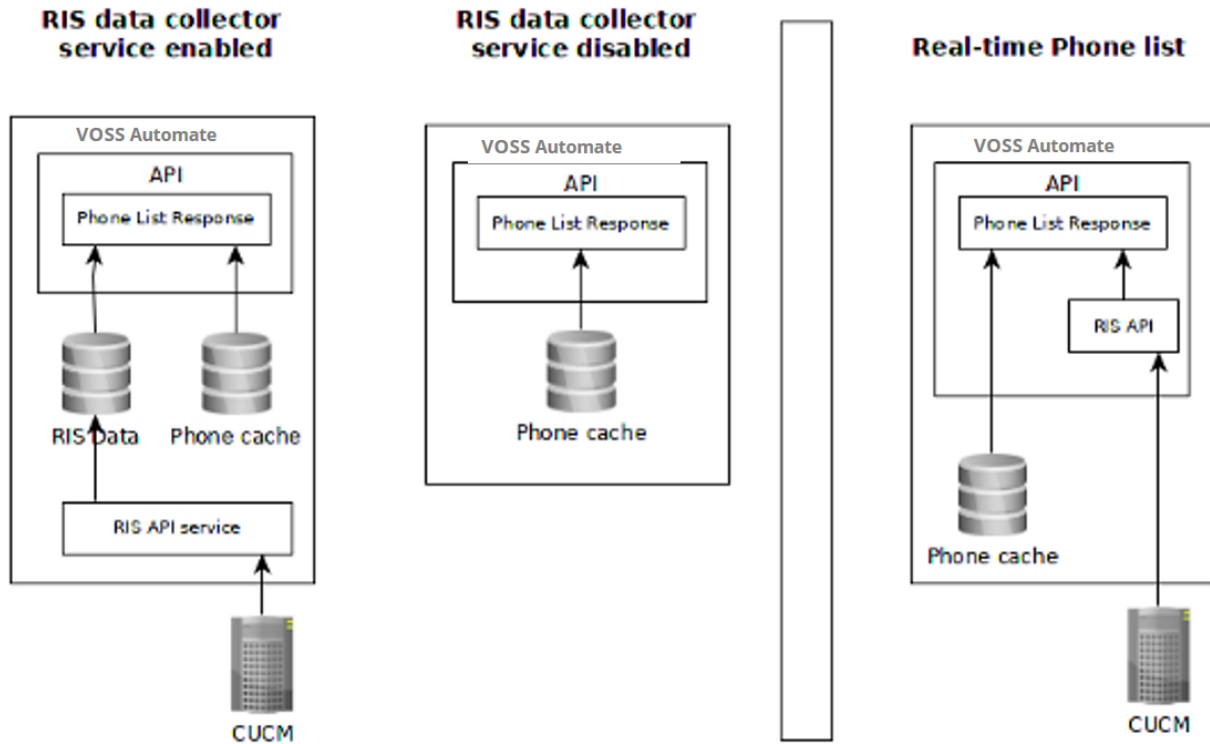 RIS data collector
service enabled
VOSS Automate
API
Phone List Response
RIS Data
Phone cache
RIS API service
CUCM
RIS data collector
service disabled
VOSS Automate
API
Phone List Response
Phone cache
Real-time Phone list
VOSS Automate
API
Phone List Response
RIS API
Phone cache
CUCM